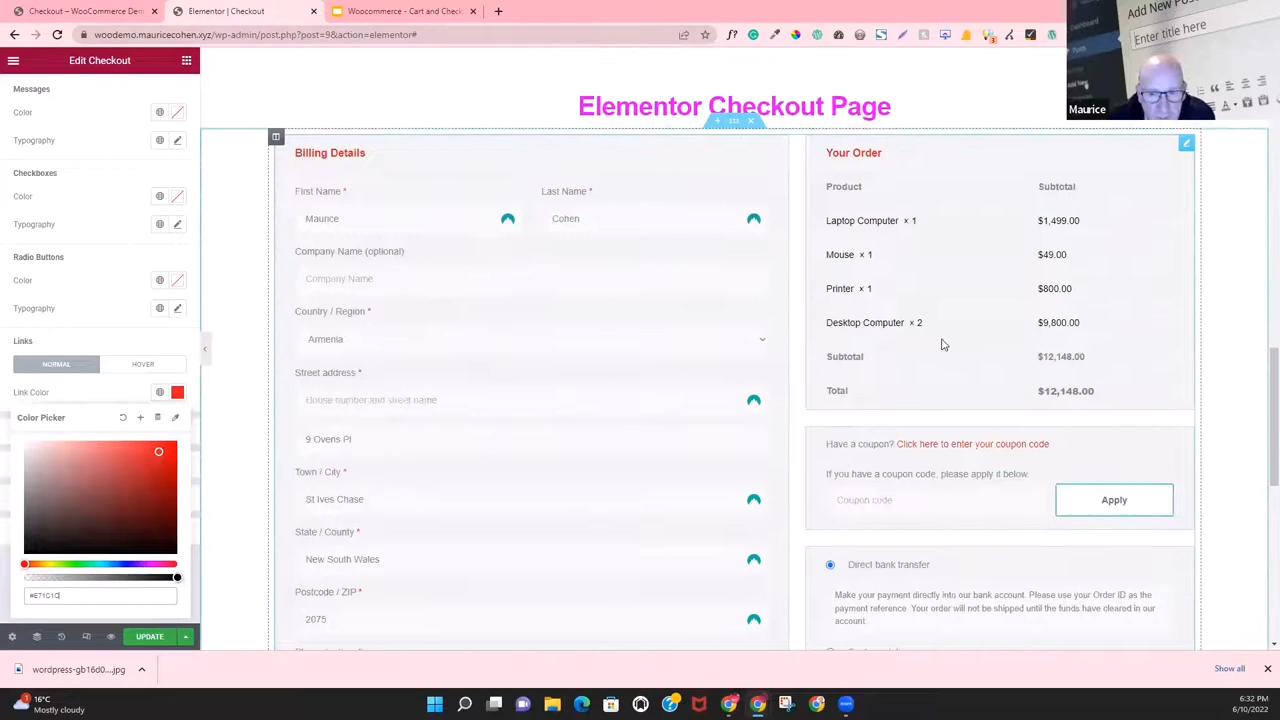 Checkout – WooCommerce Dem
Elementor | Checkout
Woocommerce - Cart and Check
woodemo.mauricecohen.xyz/wp-admin/post.php?post=9&action=elementor#
Add New Pos
Enter title here
Dashboard
Posts
Maurice
Edit Checkout
Messages
Color
Typography
Checkboxes
Color
Typography
Radio Buttons
Color
Typography
Links
NORMAL
HOVER
Link Color
Color Picker
#E71C1C
UPDATE
Elementor Checkout Page
Billing Details
First Name *
Last Name *
Maurice
Cohen
Company Name (optional)
Company Name
Country / Region *
Armenia
Street address *
House number and street name
9 Ovens Pl
Town / City *
St Ives Chase
State / County *
New South Wales
Postcode / ZIP *
2075
Your Order
Product Subtotal
Laptop Computer × 1 $1,499.00
Mouse × 1 $49.00
Printer × 1 $800.00
Desktop Computer × 2 $9,800.00
Subtotal $12,148.00
Total $12,148.00
Have a coupon? Click here to enter your coupon code
If you have a coupon code, please apply it below.
Coupon code
Apply
Direct bank transfer
Make your payment directly into our bank account. Please use your Order ID as the
payment reference. Your order will not be shipped until the funds have cleared in our
account.
wordpress-gb16d0....jpg
Show all
16°C
Mostly cloudy
6:32 PM
6/10/2022